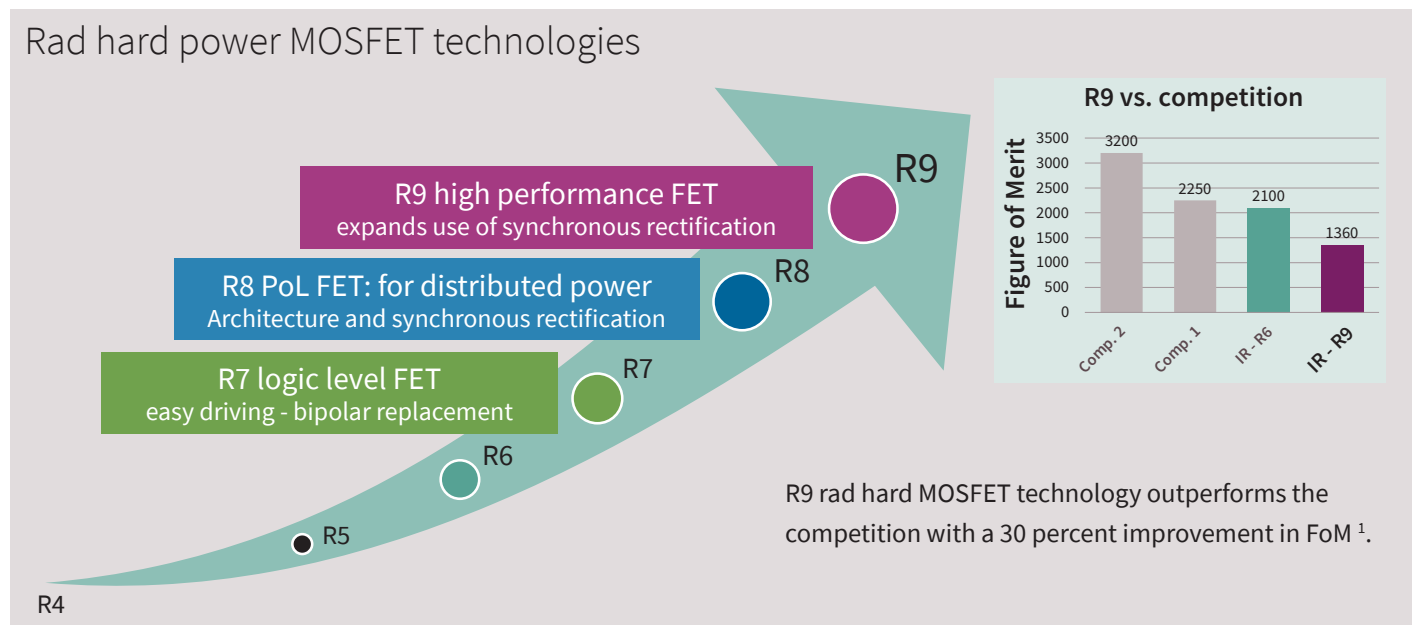 Rad hard power MOSFET technologies
R9
R9 high performance FET
expands use of synchronous rectification
R8
R8 PoL FET: for distributed power
Architecture and synchronous rectification
R7
R7 logic level FET
easy driving - bipolar replacement
R6
R5
R4
R9 vs. competition
Figure of Merit
3500
3000
2500
2000
1500
1000
500
0
3200
2250
2100
1360
Comp. 2
Comp. 1
IR - R6
IR - R9
R9 rad hard MOSFET technology outperforms the
competition with a 30 percent improvement in FoM ¹.